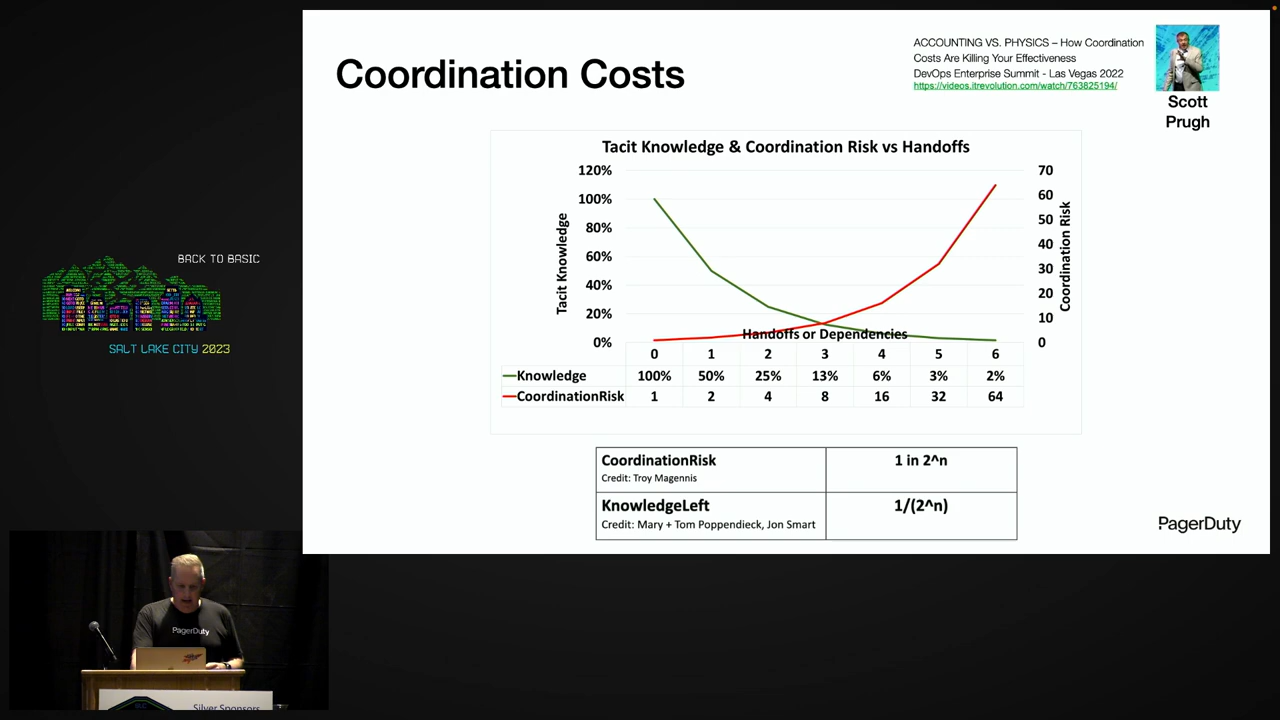 Coordination Costs
ACCOUNTING VS. PHYSICS – How Coordination
Costs Are Killing Your Effectiveness
DevOps Enterprise Summit - Las Vegas 2022
https://videos.itrevolution.com/watch/763825194/
Scott
Prugh
Tacit Knowledge & Coordination Risk vs Handoffs
120%
100%
80%
60%
40%
20%
0%
Tacit Knowledge
70
60
50
40
30
20
10
0
Coordination Risk
Handoffs or Dependencies
0 1 2 3 4 5 6
Knowledge 100% 50% 25% 13% 6% 3% 2%
CoordinationRisk 1 2 4 8 16 32 64
CoordinationRisk 1 in 2^n
Credit: Troy Magennis
KnowledgeLeft 1/(2^n)
Credit: Mary + Tom Poppendieck, Jon Smart
PagerDuty
BACK TO BASIC
SALT LAKE CITY 2023
PagerDuty
Silver Sponsors